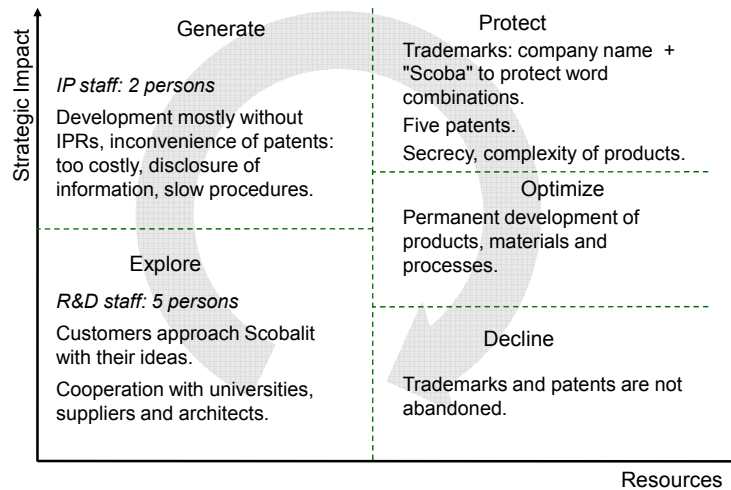 Strategic Impact
Generate
IP staff: 2 persons
Development mostly without
IPRs, inconvenience of patents:
too costly, disclosure of
information, slow procedures.
Explore
R&D staff: 5 persons
Customers approach Scobalit
with their ideas.
Cooperation with universities,
suppliers and architects.
Protect
Trademarks: company name +
"Scoba" to protect word
combinations.
Five patents.
Secrecy, complexity of products.
Optimize
Permanent development of
products, materials and
processes.
Decline
Trademarks and patents are not
abandoned.
Resources